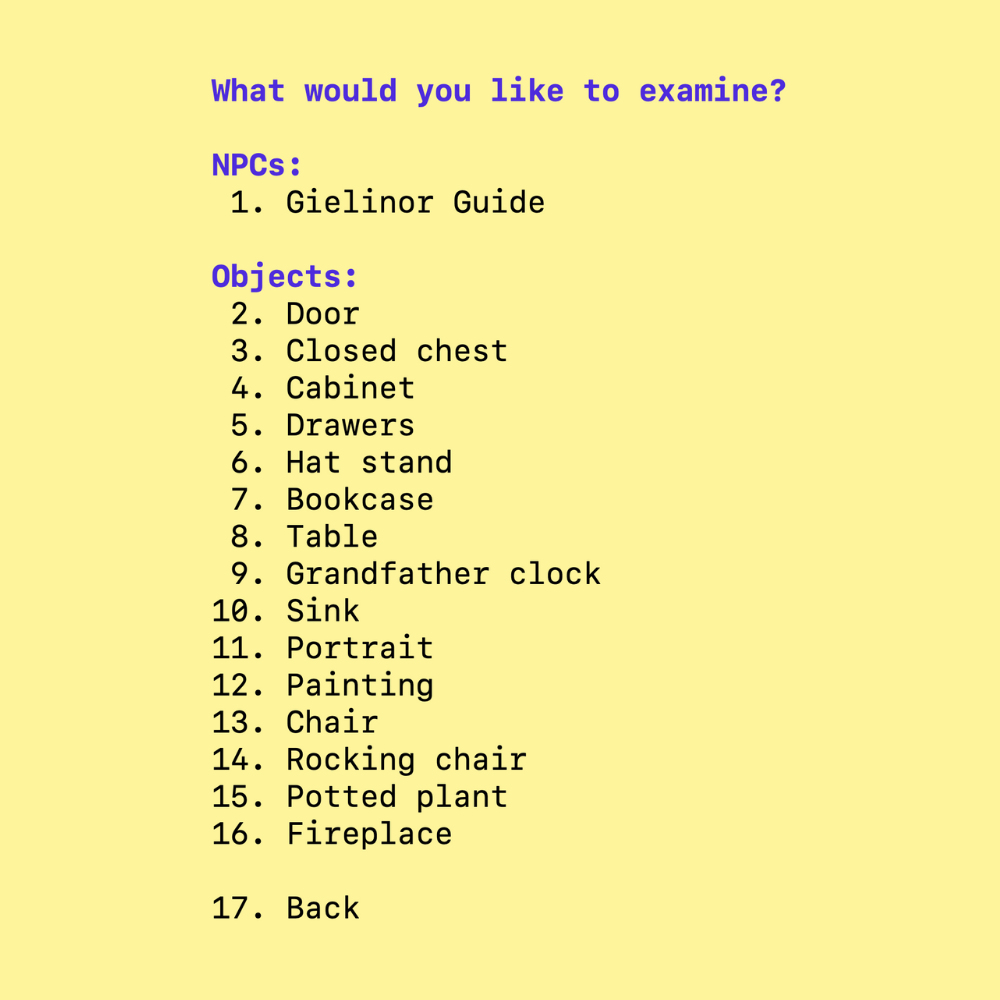 What would you like to examine?
NPCs:
1. Gielinor Guide
Objects:
2. Door
3. Closed chest
4. Cabinet
5. Drawers
6. Hat stand
7. Bookcase
8. Table
9. Grandfather clock
10. Sink
11. Portrait
12. Painting
13. Chair
14. Rocking chair
15. Potted plant
16. Fireplace
17. Back